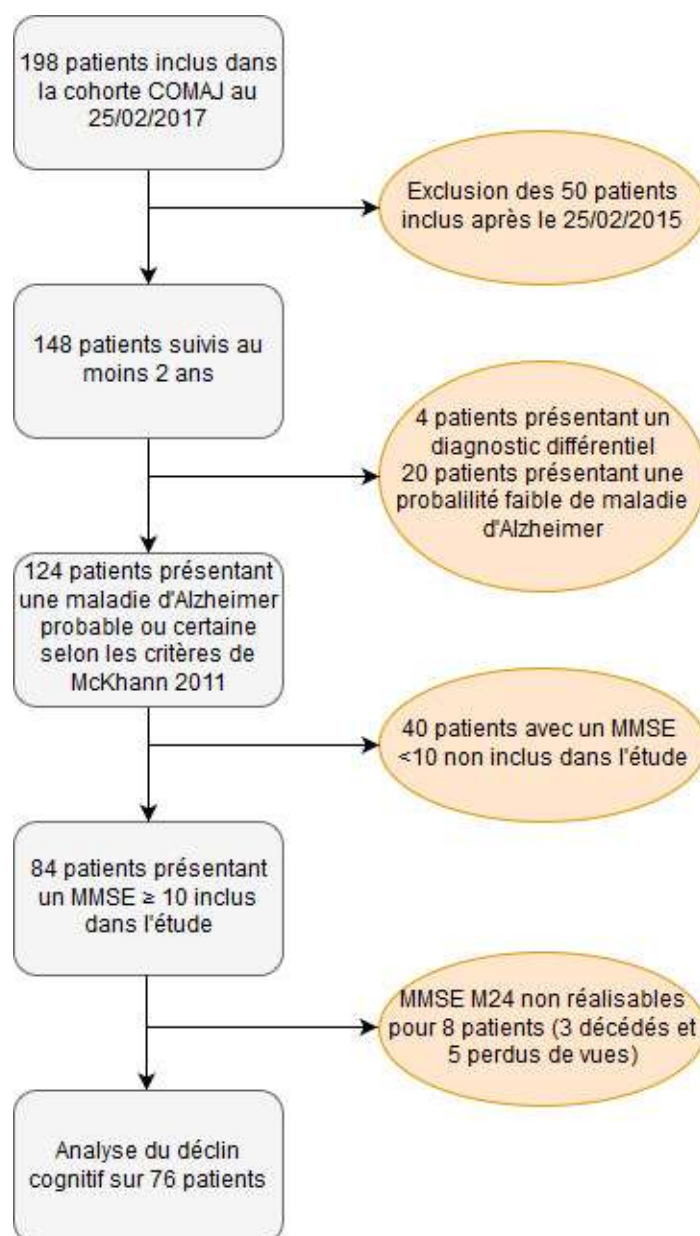 198 patients inclus dans
la cohorte COMAJ au
25/02/2017
Exclusion des 50 patients
inclus après le 25/02/2015
148 patients suivis au
moins 2 ans
4 patients présentant un
diagnostic différentiel
20 patients présentant une
probalilité faible de maladie
d'Alzheimer
124 patients présentant
une maladie d'Alzheimer
probable ou certaine
selon les critères de
McKhann 2011
40 patients avec un MMSE
<10 non inclus dans l'étude
84 patients présentant
un MMSE ≥ 10 inclus
dans l'étude
MMSE M24 non réalisables
pour 8 patients (3 décédés et
5 perdus de vues)
Analyse du déclin
cognitif sur 76 patients